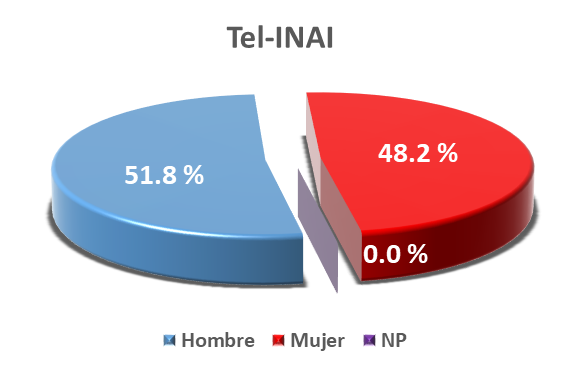 Tel-INAI
51.8 %
48.2 %
0.0 %
Hombre Mujer NP